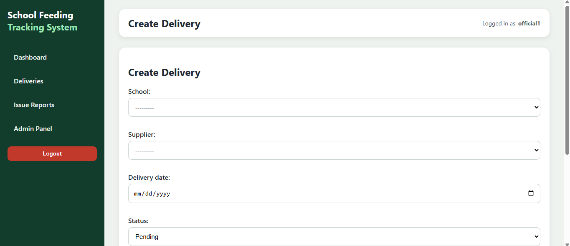 School Feeding
Tracking System
Dashboard
Deliveries
Issue Reports
Admin Panel
Logout
Create Delivery
Logged in as: official1
Create Delivery
School:
---------
Supplier:
---------
Delivery date:
mm/dd/yyyy
Status:
Pending